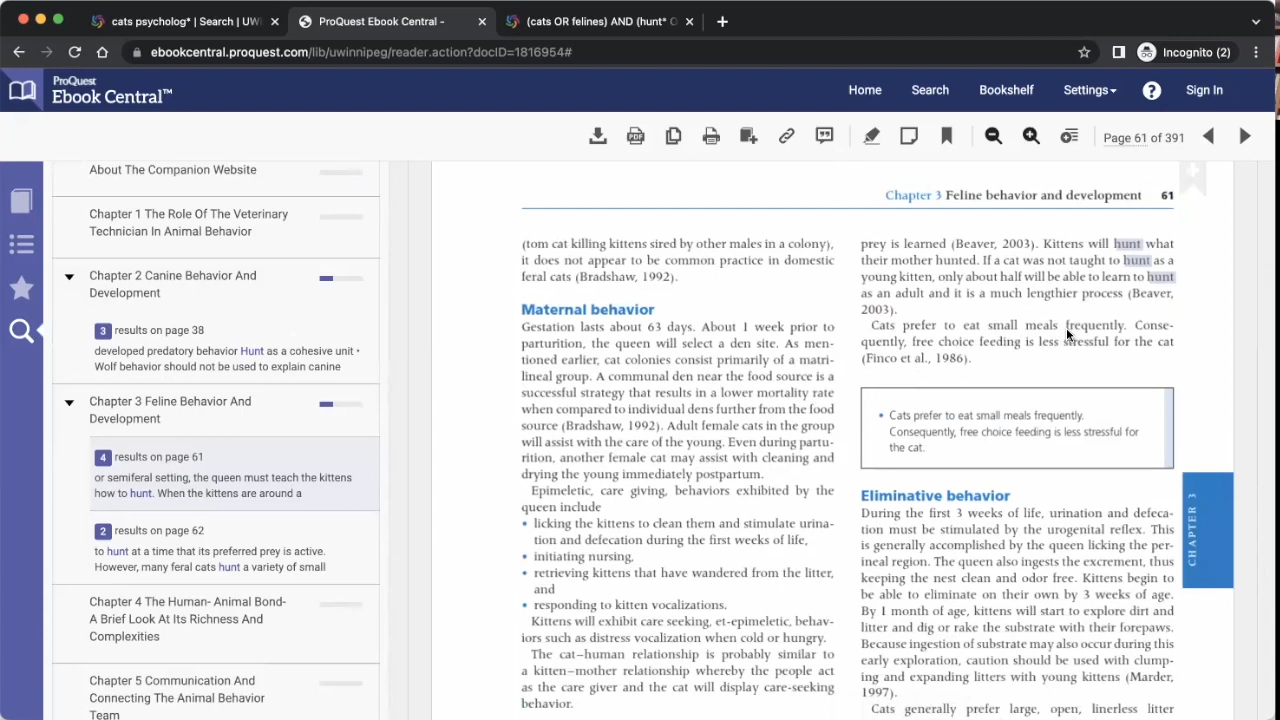 cats psycholog* | Search | UWi
ProQuest Ebook Central -
(cats OR felines) AND (hunt* O
ebookcentral.proquest.com/lib/uwinnipeg/reader.action?docID=1816954#
Incognito (2)
ProQuest
Ebook Central™
Home
Search
Bookshelf
Settings
?
Sign In
PDF
Page 61 of 391
About The Companion Website
Chapter 1 The Role Of The Veterinary
Technician In Animal Behavior
Chapter 2 Canine Behavior And
Development
3 results on page 38
developed predatory behavior Hunt as a cohesive unit •
Wolf behavior should not be used to explain canine
Chapter 3 Feline Behavior And
Development
4 results on page 61
or semiferal setting, the queen must teach the kittens
how to hunt. When the kittens are around a
2 results on page 62
to hunt at a time that its preferred prey is active.
However, many feral cats hunt a variety of small
Chapter 4 The Human- Animal Bond-
A Brief Look At Its Richness And
Complexities
Chapter 5 Communication And
Connecting The Animal Behavior
Team
Chapter 3 Feline behavior and development 61
(tom cat killing kittens sired by other males in a colony),
it does not appear to be common practice in domestic
feral cats (Bradshaw, 1992).
Maternal behavior
Gestation lasts about 63 days. About 1 week prior to
parturition, the queen will select a den site. As men-
tioned earlier, cat colonies consist primarily of a matri-
lineal group. A communal den near the food source is a
successful strategy that results in a lower mortality rate
when compared to individual dens further from the food
source (Bradshaw, 1992). Adult female cats in the group
will assist with the care of the young. Even during partu-
rition, another female cat may assist with cleaning and
drying the young immediately postpartum.
Epimeletic, care giving, behaviors exhibited by the
queen include
• licking the kittens to clean them and stimulate urina-
tion and defecation during the first weeks of life,
• initiating nursing,
• retrieving kittens that have wandered from the litter,
and
• responding to kitten vocalizations.
Kittens will exhibit care seeking, et-epimeletic, behav-
iors such as distress vocalization when cold or hungry.
The cat–human relationship is probably similar to
a kitten–mother relationship whereby the people act
as the care giver and the cat will display care-seeking
behavior.
prey is learned (Beaver, 2003). Kittens will hunt what
their mother hunted. If a cat was not taught to hunt as a
young kitten, only about half will be able to learn to hunt
as an adult and it is a much lengthier process (Beaver,
2003).
Cats prefer to eat small meals frequently. Conse-
quently, free choice feeding is less stressful for the cat
(Finco et al., 1986).
• Cats prefer to eat small meals frequently.
Consequently, free choice feeding is less stressful for
the cat.
Eliminative behavior
During the first 3 weeks of life, urination and defeca-
tion must be stimulated by the urogenital reflex. This
is generally accomplished by the queen licking the per-
ineal region. The queen also ingests the excrement, thus
keeping the nest clean and odor free. Kittens begin to
be able to eliminate on their own by 3 weeks of age.
By 1 month of age, kittens will start to explore dirt and
litter and dig or rake the substrate with their forepaws.
Because ingestion of substrate may also occur during this
early exploration, caution should be used with clump-
ing and expanding litters with young kittens (Marder,
1997).
Cats generally prefer large, open, linerless litter
CHAPTER 3